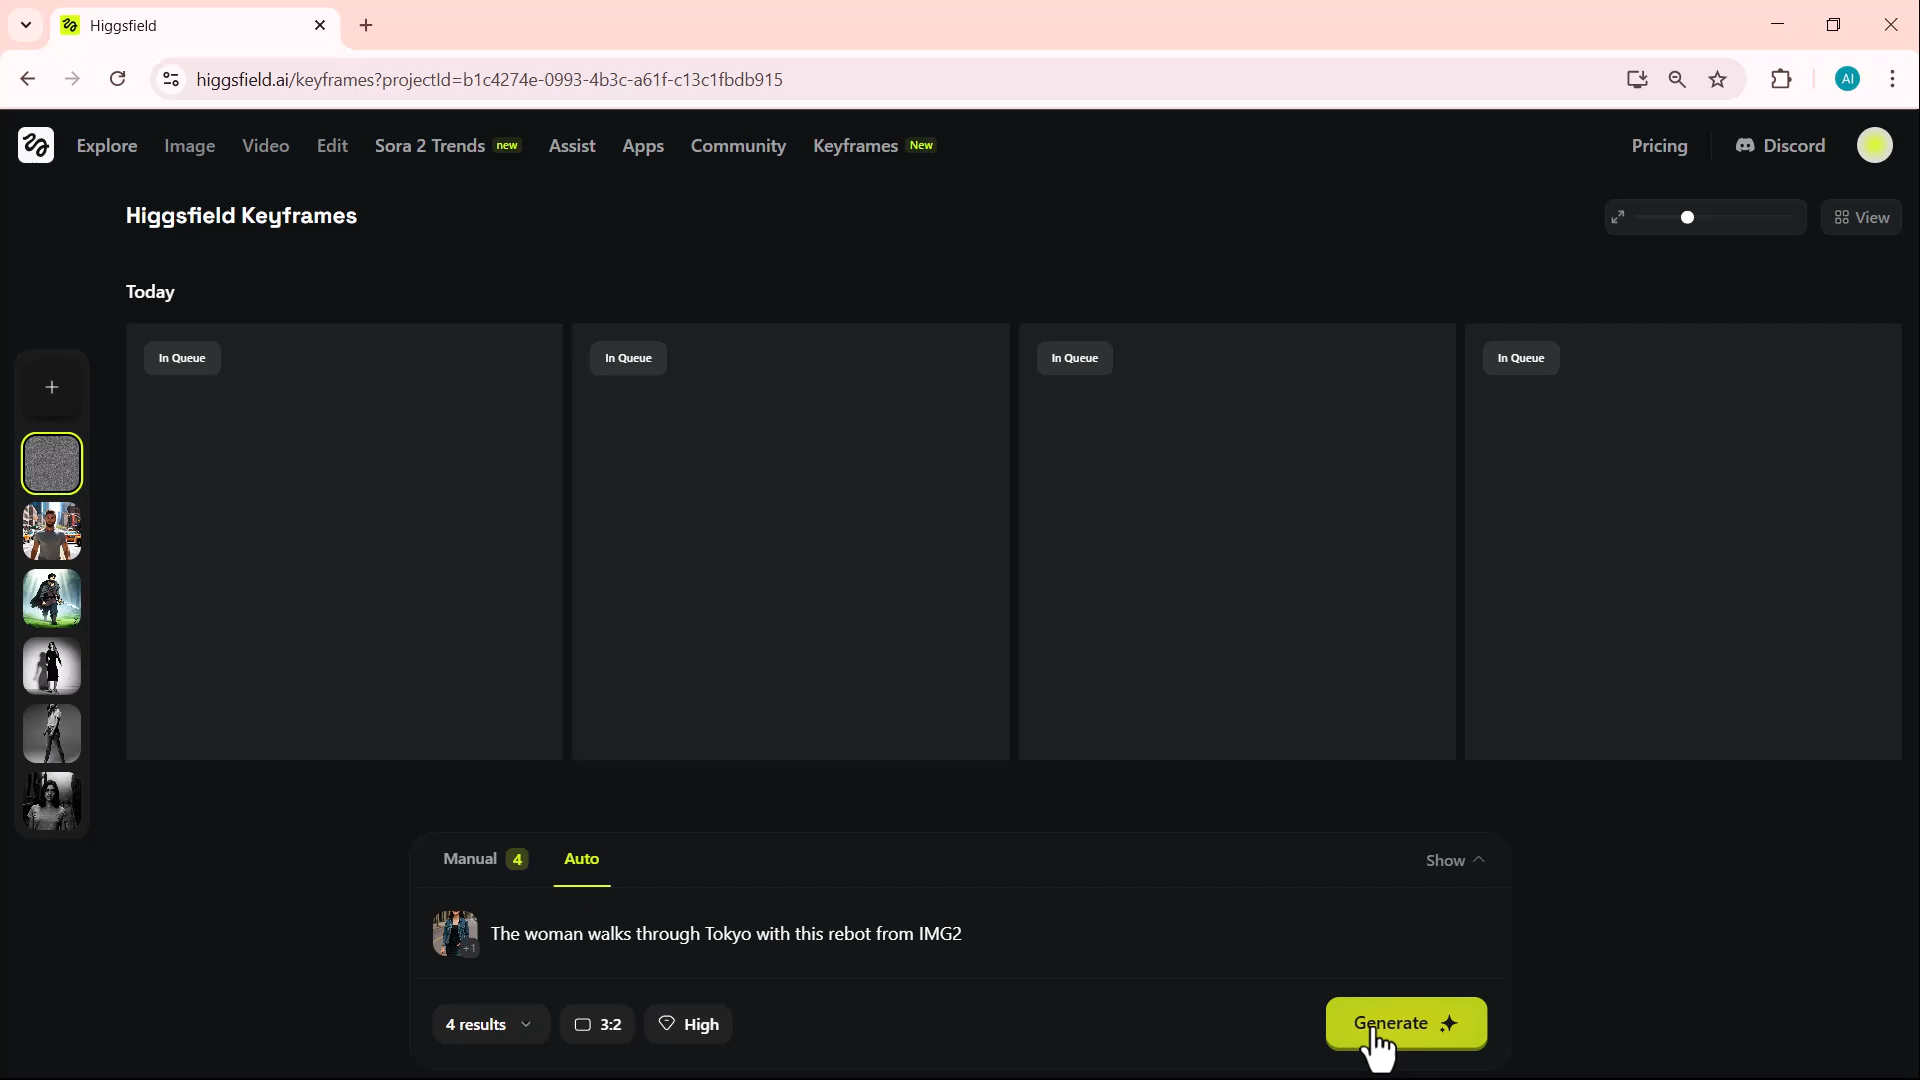 Higgsfield
higgsfield.ai/keyframes?projectId=b1c4274e-0993-4b3c-a61f-c13c1fbdb915
AI
Explore Image Video Edit Sora 2 Trends new Assist Apps Community Keyframes New Pricing Discord
Higgsfield Keyframes
View
Today
In Queue In Queue In Queue In Queue
Manual 4 Auto Show
+1
The woman walks through Tokyo with this rebot from IMG2
4 results 3:2 High Generate